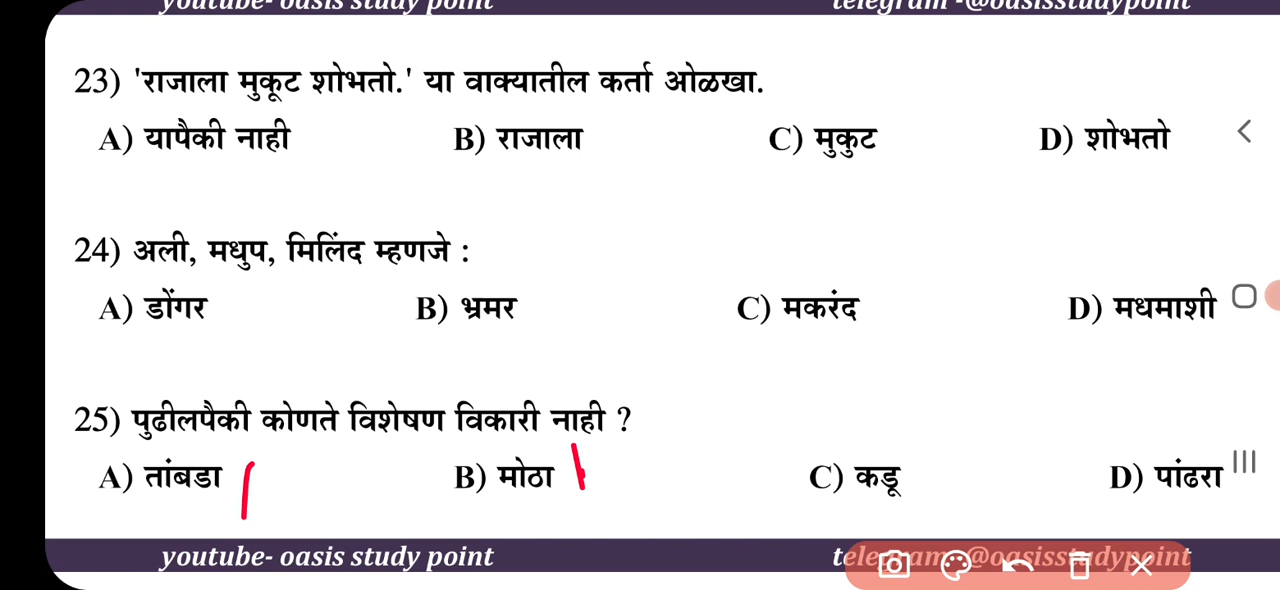 youtube- oasis study point telegram -@oasisstudypoint
23) 'राजाला मुकूट शोभतो.' या वाक्यातील कर्ता ओळखा.
A) यापैकी नाही B) राजाला C) मुकुट D) शोभतो
24) अली, मधुप, मिलिंद म्हणजे :
A) डोंगर B) भ्रमर C) मकरंद D) मधमाशी
25) पुढीलपैकी कोणते विशेषण विकारी नाही ?
A) तांबडा B) मोठा C) कडू D) पांढरा
youtube- oasis study point telegram -@oasisstudypoint